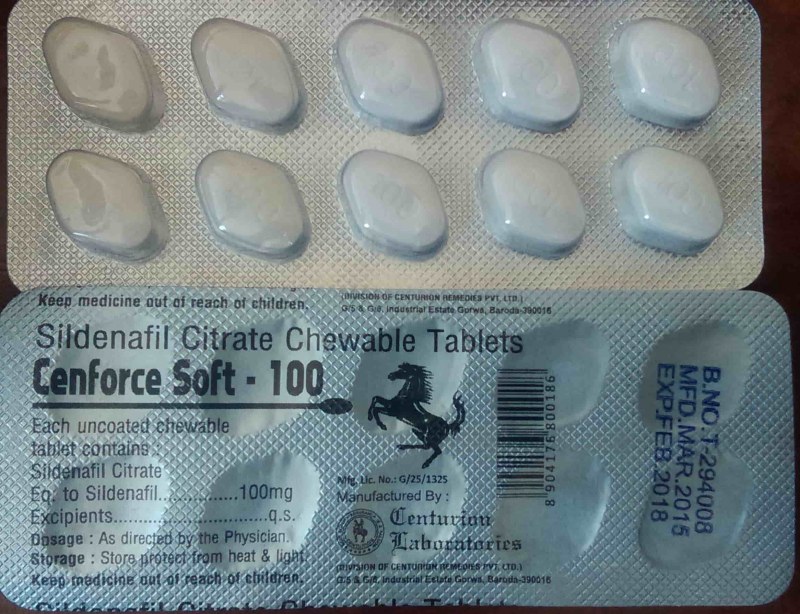 Keep medicine out of reach of children.
(DIVISION OF CENTURION REMEDIES PVT. LTD.)
G/5 & G/6, Industrial Estate Gorwa, Baroda-390016
Sildenafil Citrate Chewable Tablets
Cenforce Soft - 100
Each uncoated chewable
tablet contains :
Sildenafil Citrate
Eq. to Sildenafil..............100mg
Excipients.......................q.s.
Dosage : As directed by the Physician.
Storage : Store protect from heat & light
Keep medicine out of reach of children.
Mfg. Lic. No.: G/25/1325
Manufactured By :
Centurion
Laboratories
(DIVISION OF CENTURION REMEDIES PVT. LTD.)
G/5 & G/6, Industrial Estate Gorwa, Baroda-390016
8 904176 800186
B.NO.T-294008
MFD.MAR.2015
EXP.FEB.2018
Sildenafil Citrate Chewable Tablets